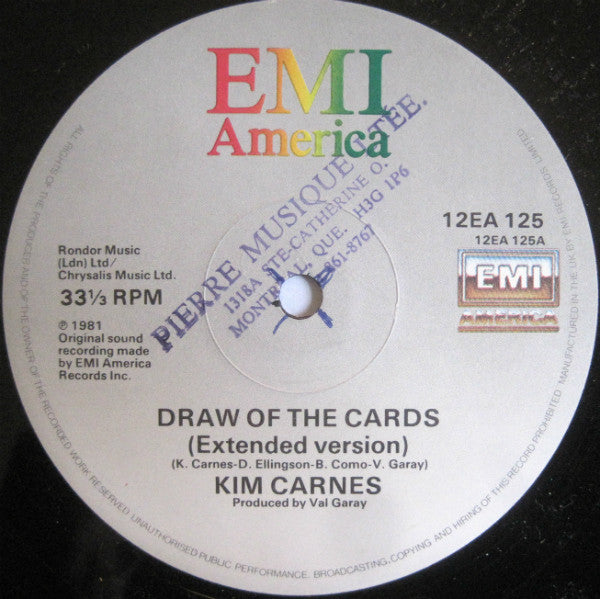 EMI
America
PIERRE MUSIQUE LTÉE.
1318A STE-CATHERINE O.
MONTREAL, QUE. H3G 1P6
861-8767
12EA 125
12EA 125A
EMI
AMERICA
Rondor Music
(Ldn) Ltd/
Chrysalis Music Ltd.
33⅓ RPM
℗ 1981
Original sound
recording made
by EMI America
Records Inc.
DRAW OF THE CARDS
(Extended version)
(K. Carnes-D. Ellingson-B. Como-V. Garay)
KIM CARNES
Produced by Val Garay
ALL RIGHTS OF THE PRODUCER AND OF THE OWNER OF THE RECORDED WORK RESERVED. UNAUTHORISED PUBLIC PERFORMANCE. BROADCASTING, COPYING AND HIRING OF THIS RECORD PROHIBITED. MANUFACTURED IN THE UK BY EMI RECORDS LIMITED